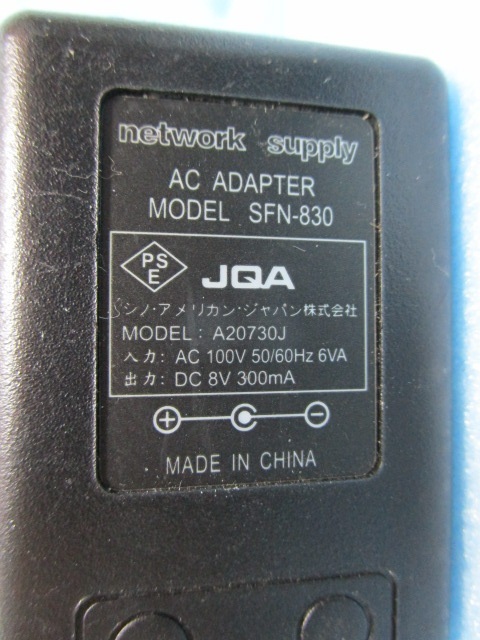 network supply
AC ADAPTER
MODEL SFN-830
PS
E
JQA
シノ・アメリカン・ジャパン株式会社
MODEL : A20730J
入力: AC 100V 50/60Hz 6VA
出力: DC 8V 300mA
MADE IN CHINA